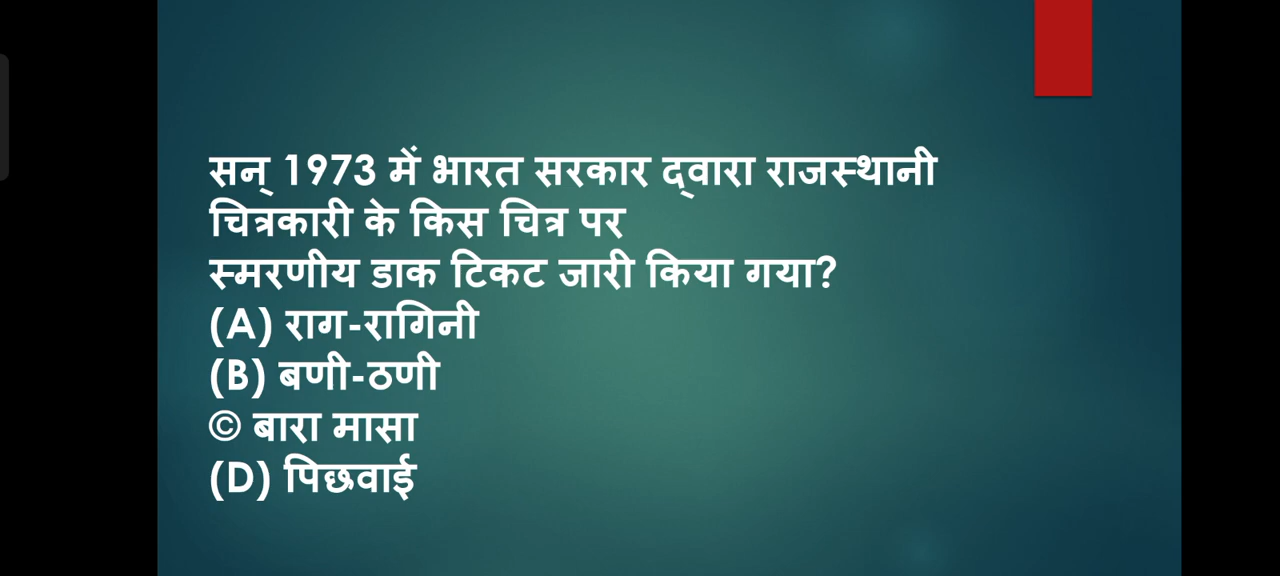 सन् 1973 में भारत सरकार द्‌वारा राजस्थानी
चित्रकारी के किस चित्र पर
स्मरणीय डाक टिकट जारी किया गया?
(A) राग-रागिनी
(B) बणी-ठणी
© बारा मासा
(D) पिछवाई